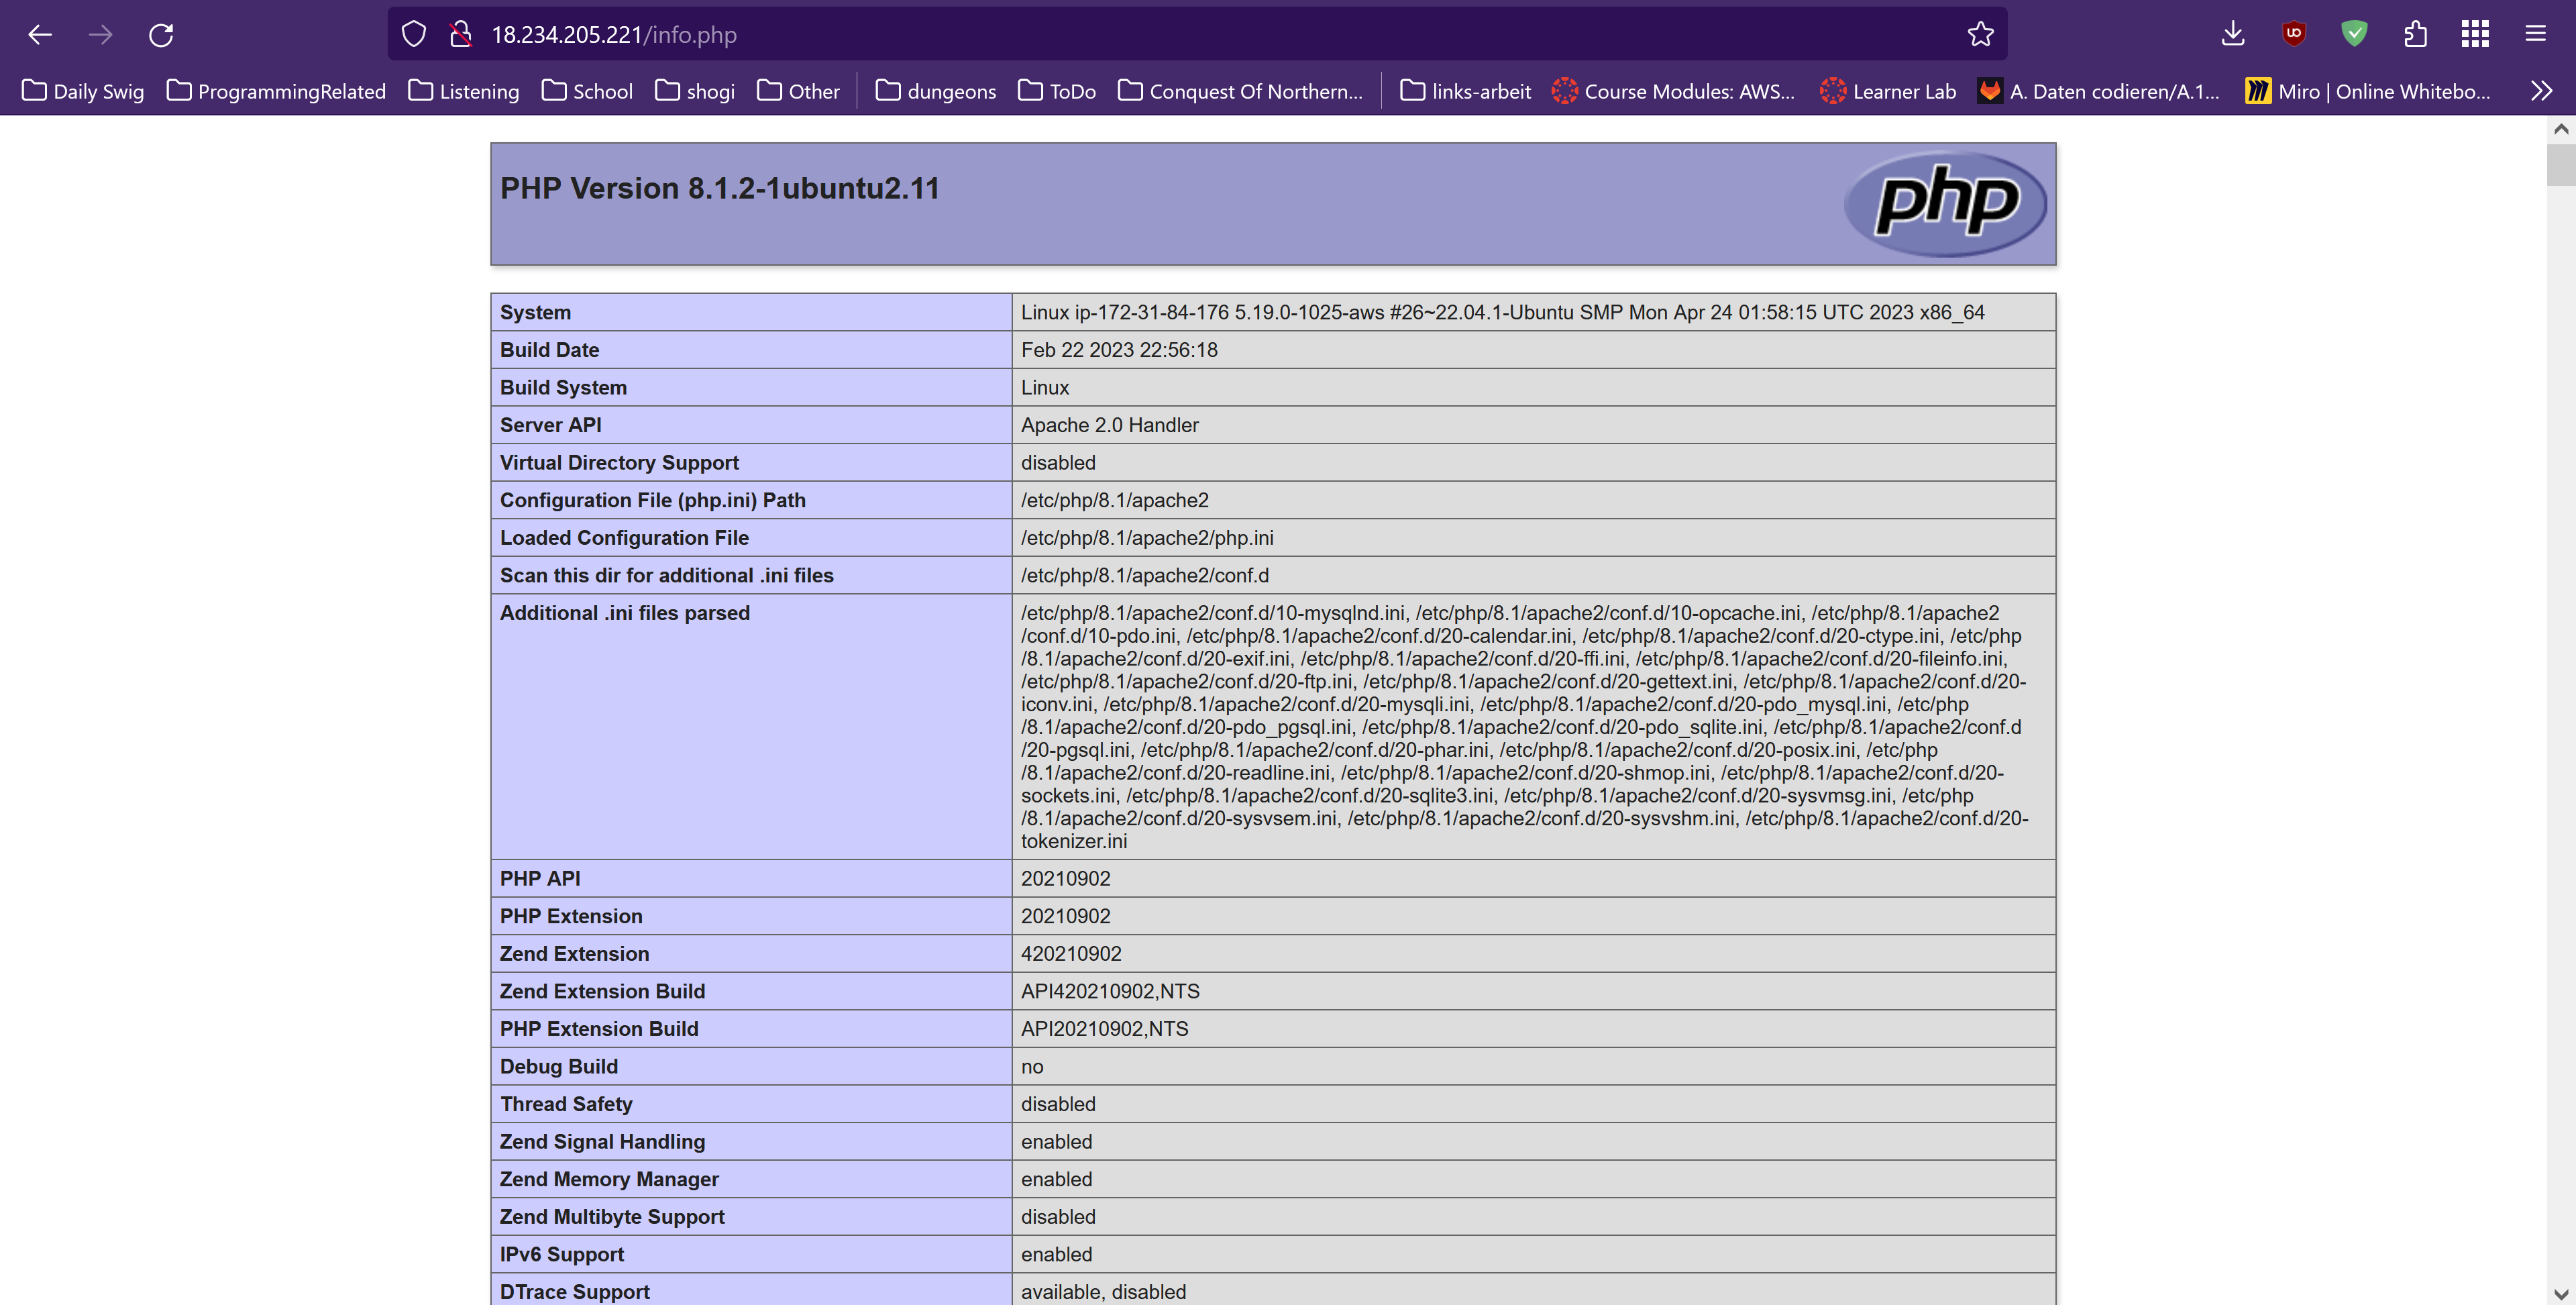 18.234.205.221/info.php
Daily Swig ProgrammingRelated Listening School shogi Other dungeons ToDo Conquest Of Northern... links-arbeit Course Modules: AWS... Learner Lab A. Daten codieren/A.1... Miro | Online Whitebo...
PHP Version 8.1.2-1ubuntu2.11
php
System Linux ip-172-31-84-176 5.19.0-1025-aws #26~22.04.1-Ubuntu SMP Mon Apr 24 01:58:15 UTC 2023 x86_64
Build Date Feb 22 2023 22:56:18
Build System Linux
Server API Apache 2.0 Handler
Virtual Directory Support disabled
Configuration File (php.ini) Path /etc/php/8.1/apache2
Loaded Configuration File /etc/php/8.1/apache2/php.ini
Scan this dir for additional .ini files /etc/php/8.1/apache2/conf.d
Additional .ini files parsed /etc/php/8.1/apache2/conf.d/10-mysqlnd.ini, /etc/php/8.1/apache2/conf.d/10-opcache.ini, /etc/php/8.1/apache2
/conf.d/10-pdo.ini, /etc/php/8.1/apache2/conf.d/20-calendar.ini, /etc/php/8.1/apache2/conf.d/20-ctype.ini, /etc/php
/8.1/apache2/conf.d/20-exif.ini, /etc/php/8.1/apache2/conf.d/20-ffi.ini, /etc/php/8.1/apache2/conf.d/20-fileinfo.ini,
/etc/php/8.1/apache2/conf.d/20-ftp.ini, /etc/php/8.1/apache2/conf.d/20-gettext.ini, /etc/php/8.1/apache2/conf.d/20-
iconv.ini, /etc/php/8.1/apache2/conf.d/20-mysqli.ini, /etc/php/8.1/apache2/conf.d/20-pdo_mysql.ini, /etc/php
/8.1/apache2/conf.d/20-pdo_pgsql.ini, /etc/php/8.1/apache2/conf.d/20-pdo_sqlite.ini, /etc/php/8.1/apache2/conf.d
/20-pgsql.ini, /etc/php/8.1/apache2/conf.d/20-phar.ini, /etc/php/8.1/apache2/conf.d/20-posix.ini, /etc/php
/8.1/apache2/conf.d/20-readline.ini, /etc/php/8.1/apache2/conf.d/20-shmop.ini, /etc/php/8.1/apache2/conf.d/20-
sockets.ini, /etc/php/8.1/apache2/conf.d/20-sqlite3.ini, /etc/php/8.1/apache2/conf.d/20-sysvmsg.ini, /etc/php
/8.1/apache2/conf.d/20-sysvsem.ini, /etc/php/8.1/apache2/conf.d/20-sysvshm.ini, /etc/php/8.1/apache2/conf.d/20-
tokenizer.ini
PHP API 20210902
PHP Extension 20210902
Zend Extension 420210902
Zend Extension Build API420210902,NTS
PHP Extension Build API20210902,NTS
Debug Build no
Thread Safety disabled
Zend Signal Handling enabled
Zend Memory Manager enabled
Zend Multibyte Support disabled
IPv6 Support enabled
DTrace Support available, disabled